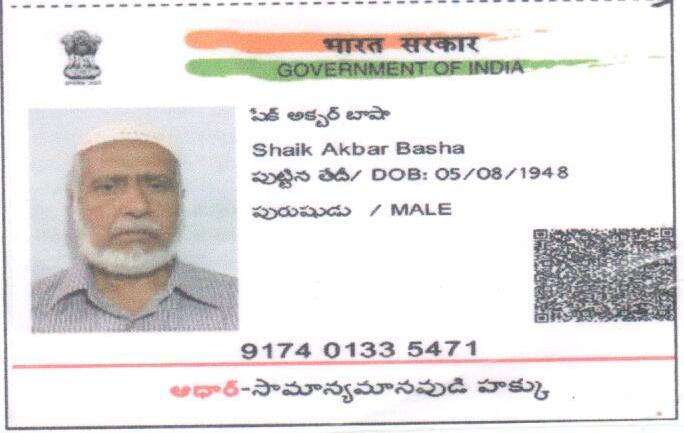 भारत सरकार
GOVERNMENT OF INDIA
షేక్ అక్బర్ బాషా
Shaik Akbar Basha
పుట్టిన తేదీ/ DOB: 05/08/1948
పురుషుడు / MALE
9174 0133 5471
ఆధార్-సామాన్యమానవుడి హక్కు